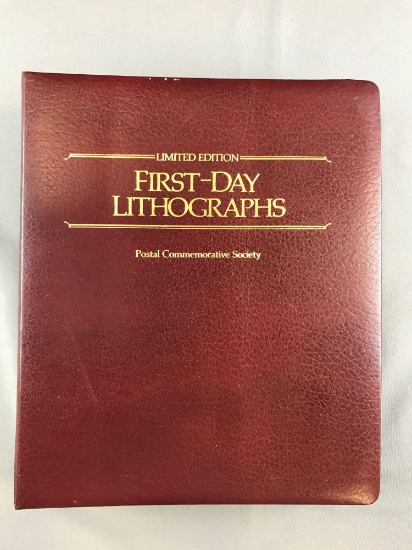 LIMITED EDITION
FIRST-DAY
LITHOGRAPHS
Postal Commemorative Society